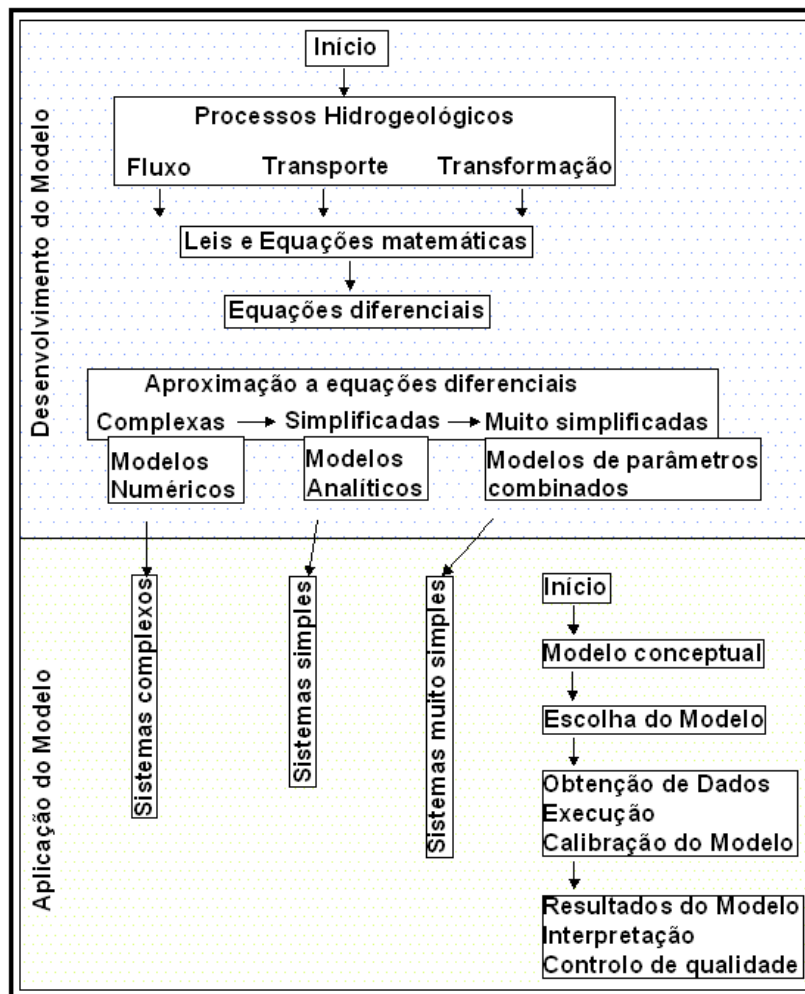 Desenvolvimento do Modelo
Início
Processos Hidrogeológicos
Fluxo Transporte Transformação
Leis e Equações matemáticas
Equações diferenciais
Aproximação a equações diferenciais
Complexas Simplificadas Muito simplificadas
Modelos
Numéricos
Modelos
Analíticos
Modelos de parâmetros
combinados
Aplicação do Modelo
Sistemas complexos
Sistemas simples
Sistemas muito simples
Início
Modelo conceptual
Escolha do Modelo
Obtenção de Dados
Execução
Calibração do Modelo
Resultados do Modelo
Interpretação
Controlo de qualidade